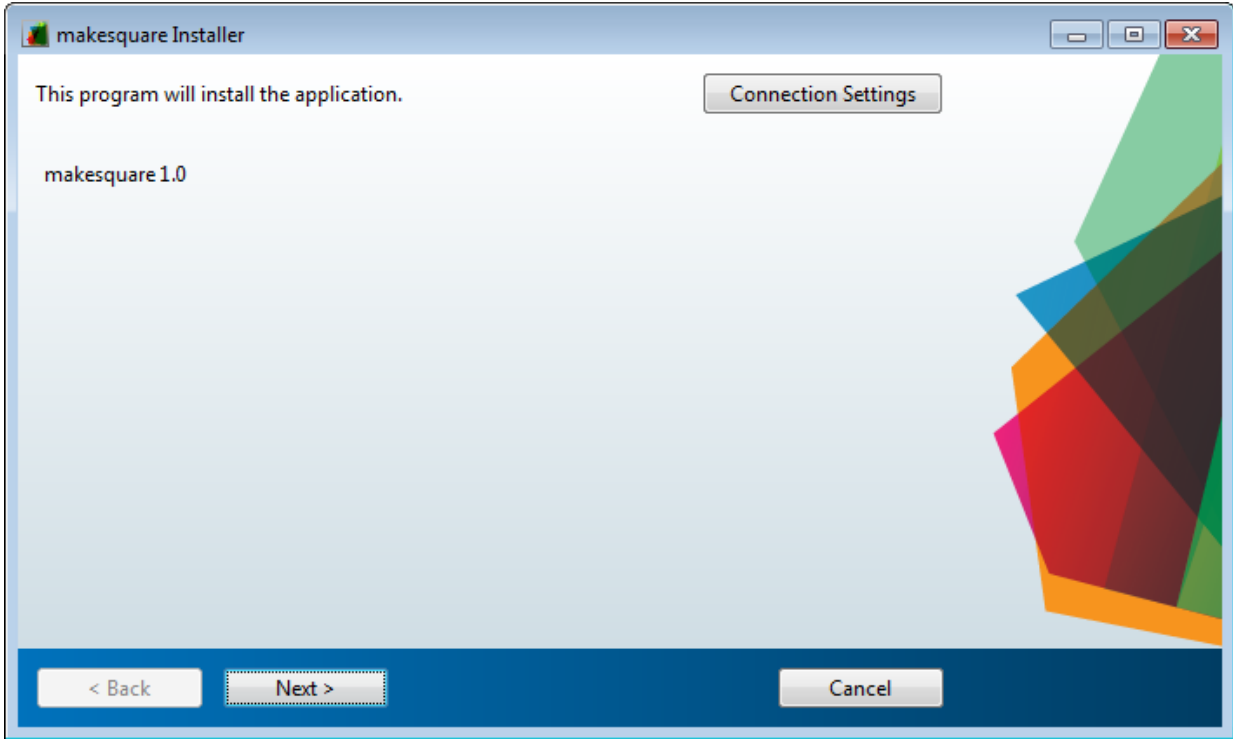 makesquare Installer
This program will install the application.
Connection Settings
makesquare 1.0
< Back
Next >
Cancel